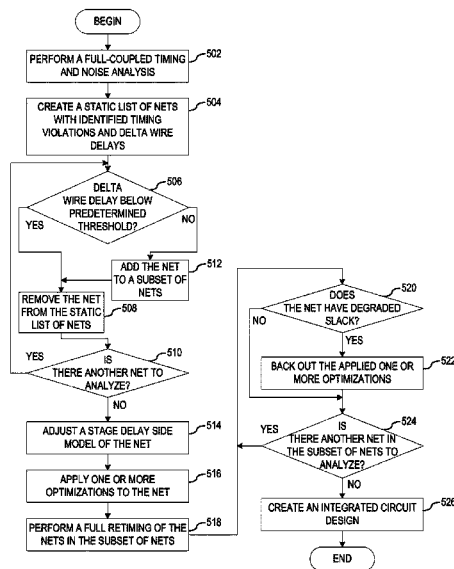 BEGIN
PERFORM A FULL-COUPLED TIMING
AND NOISE ANALYSIS
502
CREATE A STATIC LIST OF NETS
WITH IDENTIFIED TIMING
VIOLATIONS AND DELTA WIRE
DELAYS
504
DELTA
WIRE DELAY BELOW
PREDETERMINED
THRESHOLD?
506
YES
NO
ADD THE NET
TO A SUBSET OF
NETS
512
REMOVE THE NET
FROM THE STATIC
LIST OF NETS
508
IS
THERE ANOTHER NET TO
ANALYZE?
510
YES
NO
ADJUST A STAGE DELAY SIDE
MODEL OF THE NET
514
APPLY ONE OR MORE
OPTIMIZATIONS TO THE NET
516
PERFORM A FULL RETIMING OF THE
NETS IN THE SUBSET OF NETS
518
DOES
THE NET HAVE DEGRADED
SLACK?
520
NO
YES
BACK OUT THE APPLIED ONE OR
MORE OPTIMIZATIONS
522
IS
THERE ANOTHER NET IN
THE SUBSET OF NETS TO
ANALYZE?
524
YES
NO
CREATE AN INTEGRATED CIRCUIT
DESIGN
526
END